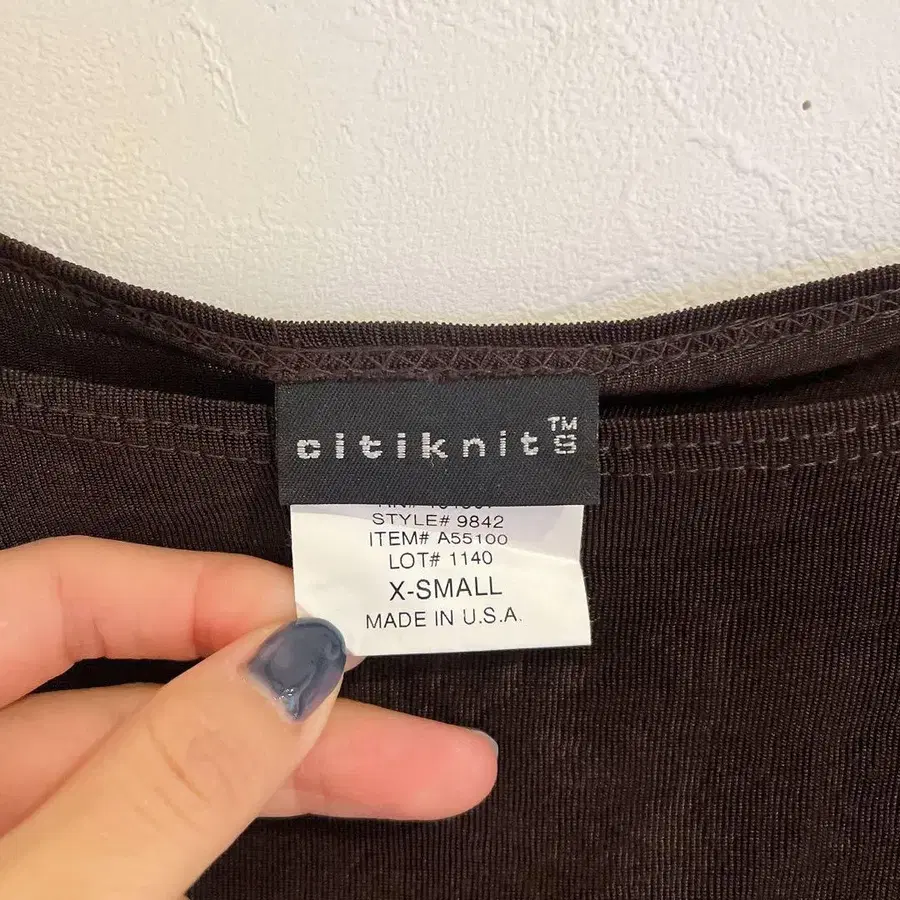 citiknits™
STYLE# 9842
ITEM# A55100
LOT# 1140
X-SMALL
MADE IN U.S.A.